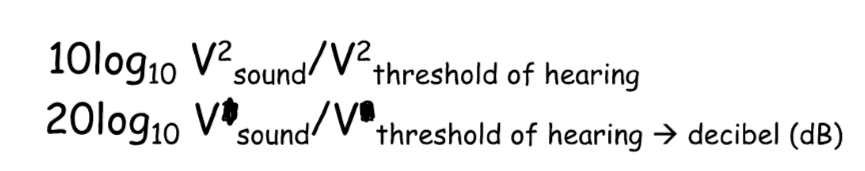 10log₁₀ V²sound/V²threshold of hearing
20log₁₀ Vsound/Vthreshold of hearing → decibel (dB)